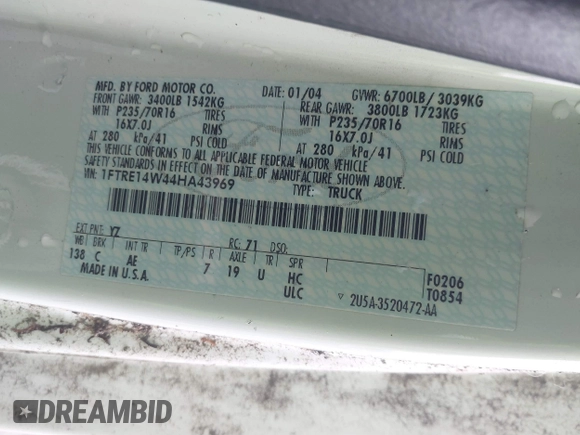 MFD. BY FORD MOTOR CO.
DATE: 01/04 GVWR: 6700LB/ 3039KG
FRONT GAWR: 3400LB 1542KG REAR GAWR: 3800LB 1723KG
WITH P235/70R16 TIRES WITH P235/70R16 TIRES
16X7.0J RIMS 16X7.0J RIMS
AT 280 kPa/41 PSI COLD AT 280 kPa/41 PSI COLD
THIS VEHICLE CONFORMS TO ALL APPLICABLE FEDERAL MOTOR VEHICLE
SAFETY STANDARDS IN EFFECT ON THE DATE OF MANUFACTURE SHOWN ABOVE.
VIN: 1FTRE14W44HA43969
TYPE: TRUCK
EXT PNT: YZ RC: 71 DSO:
WB BRK INT TR TP/PS R AXLE TR SPR
138 C AE 7 19 U HC
ULC
F0206
T0854
MADE IN U.S.A.
▽ 2U5A-3520472-AA
DREAMBID